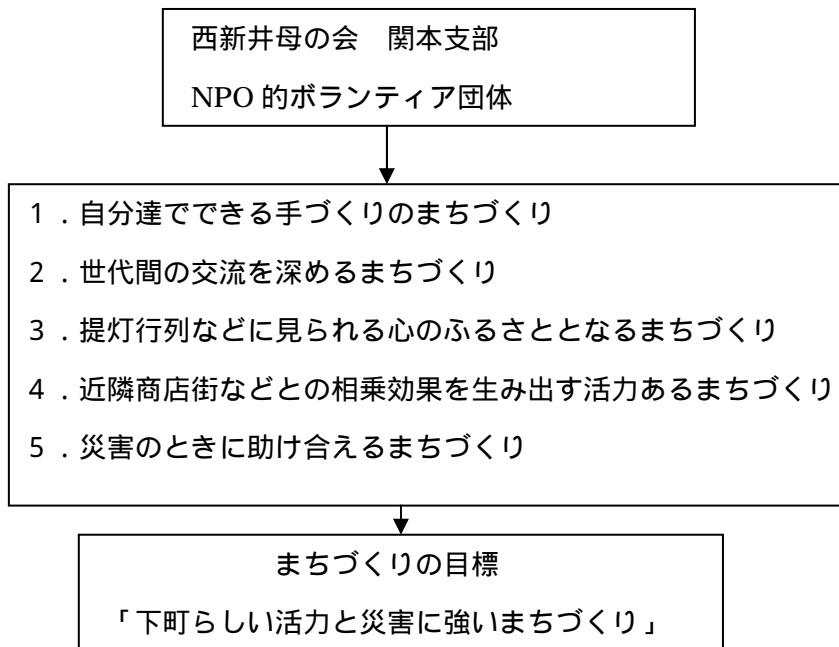 西新井母の会　関本支部
NPO 的ボランティア団体
１．自分達でできる手づくりのまちづくり
２．世代間の交流を深めるまちづくり
３．提灯行列などに見られる心のふるさととなるまちづくり
４．近隣商店街などとの相乗効果を生み出す活力あるまちづくり
５．災害のときに助け合えるまちづくり
まちづくりの目標
「下町らしい活力と災害に強いまちづくり」